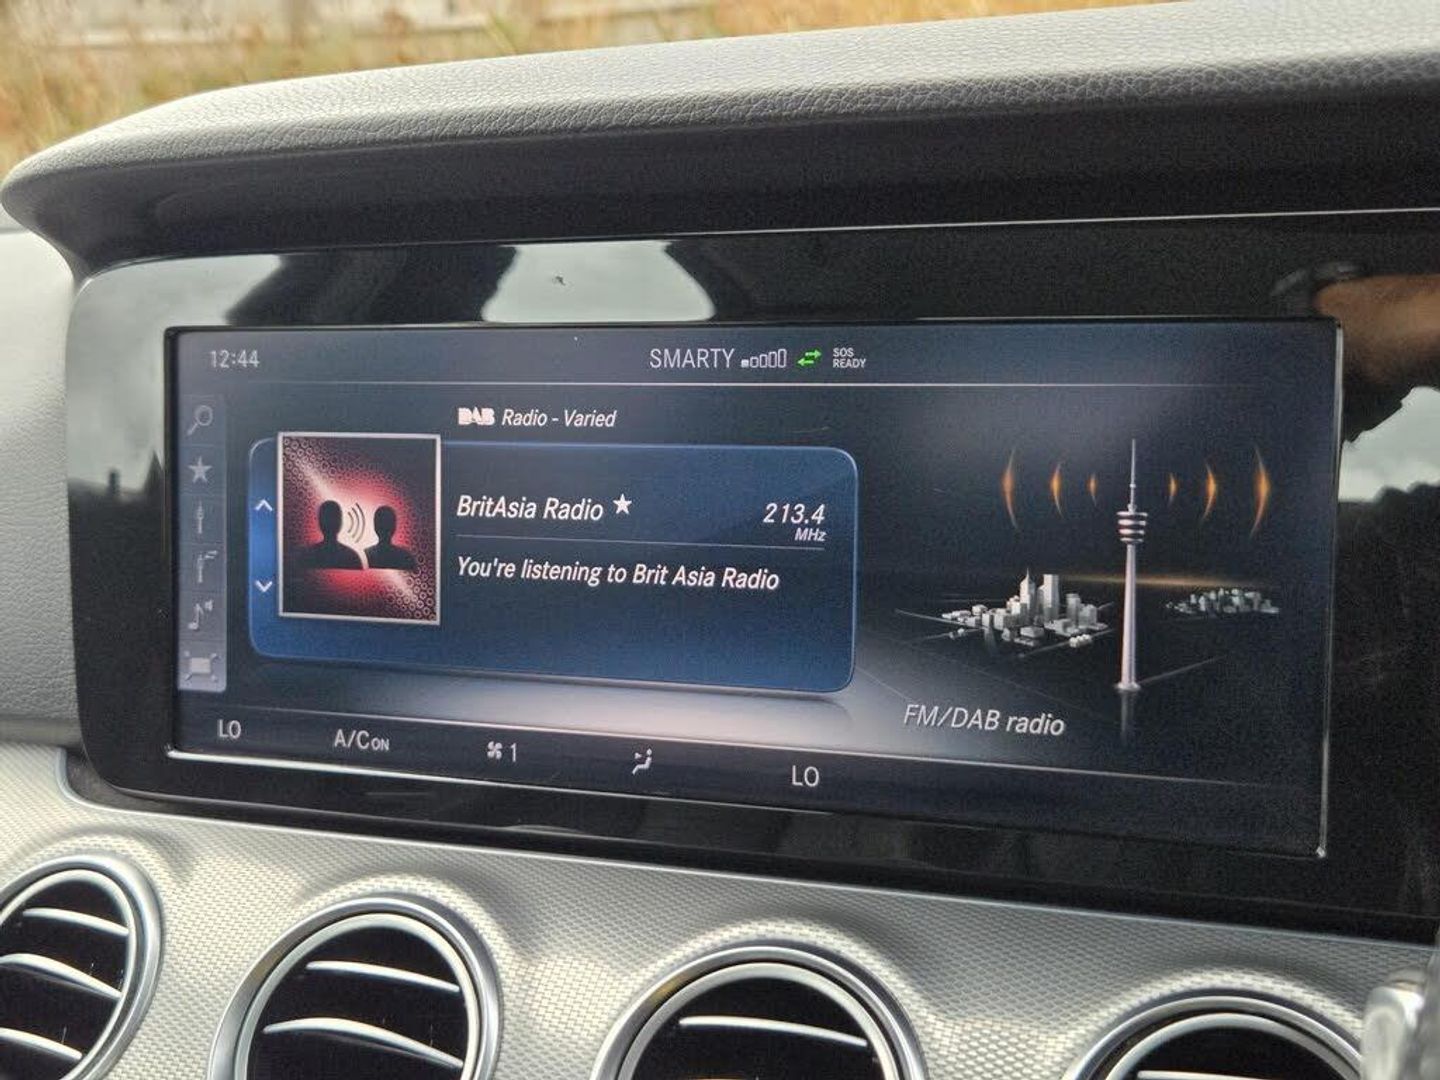 12:44 SMARTY SOS READY
DAB Radio - Varied
BritAsia Radio 213.4 MHz
You're listening to Brit Asia Radio
FM/DAB radio
LO A/C ON 1 LO